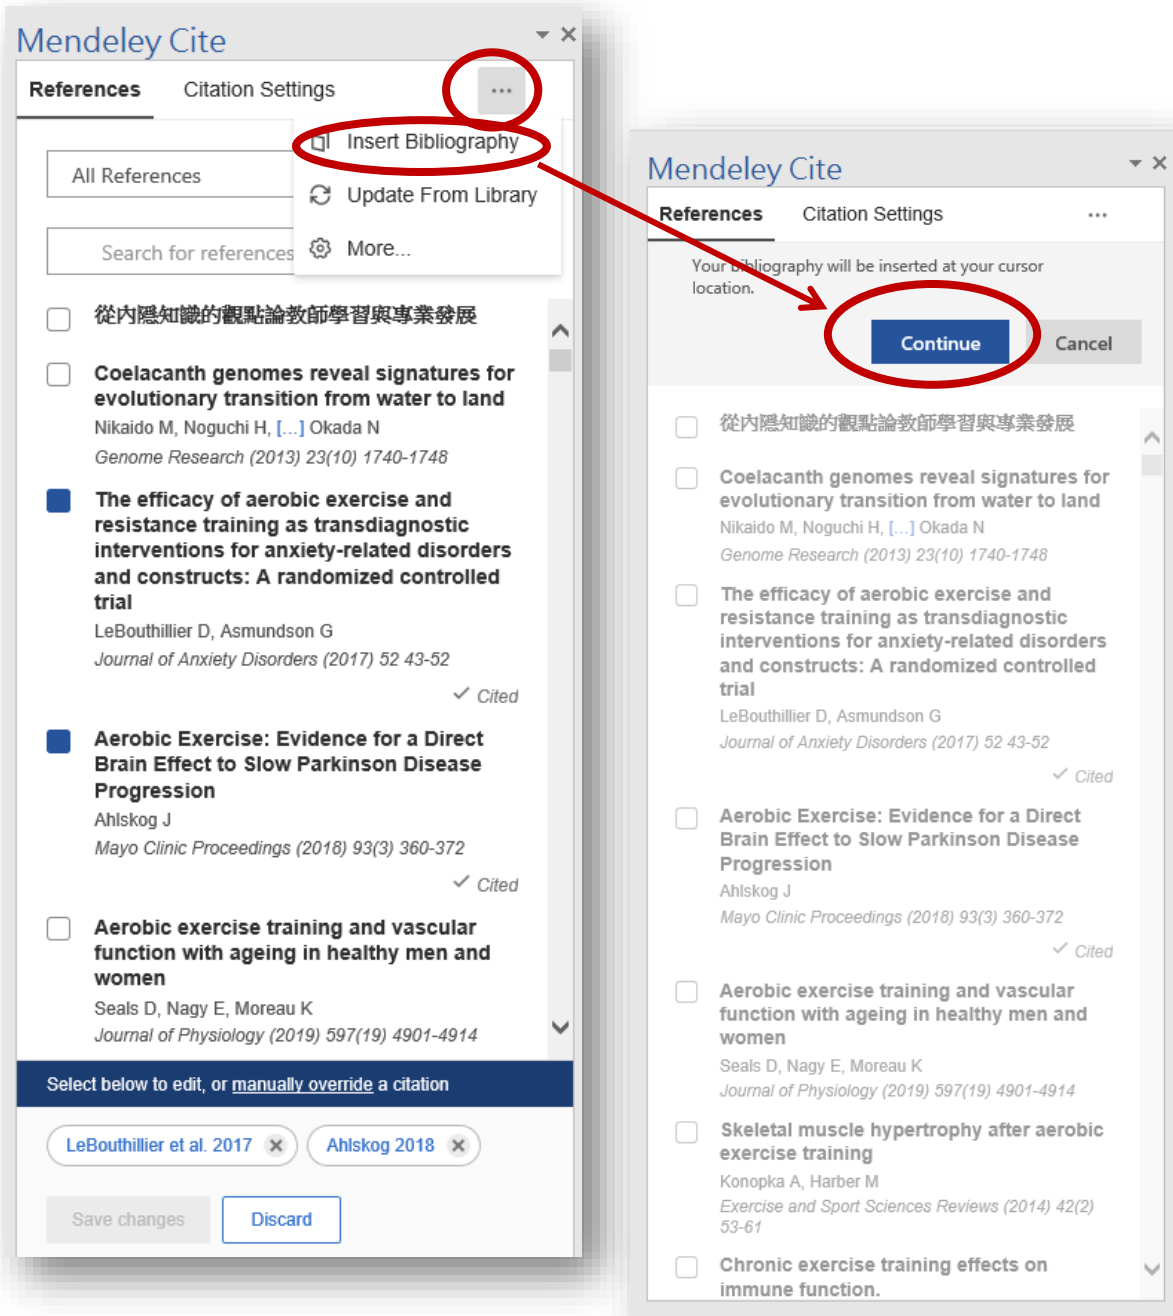 Mendeley Cite
References Citation Settings ...
Insert Bibliography
All References
Update From Library
Search for references
More...
從內隱知識的觀點論教師學習與專業發展
Coelacanth genomes reveal signatures for
evolutionary transition from water to land
Nikaido M, Noguchi H, [...] Okada N
Genome Research (2013) 23(10) 1740-1748
The efficacy of aerobic exercise and
resistance training as transdiagnostic
interventions for anxiety-related disorders
and constructs: A randomized controlled
trial
LeBouthillier D, Asmundson G
Journal of Anxiety Disorders (2017) 52 43-52
Cited
Aerobic Exercise: Evidence for a Direct
Brain Effect to Slow Parkinson Disease
Progression
Ahlskog J
Mayo Clinic Proceedings (2018) 93(3) 360-372
Cited
Aerobic exercise training and vascular
function with ageing in healthy men and
women
Seals D, Nagy E, Moreau K
Journal of Physiology (2019) 597(19) 4901-4914
Select below to edit, or manually override a citation
LeBouthillier et al. 2017 Ahlskog 2018
Save changes Discard
Mendeley Cite
References Citation Settings ...
Your bibliography will be inserted at your cursor
location.
Continue Cancel
從內隱知識的觀點論教師學習與專業發展
Coelacanth genomes reveal signatures for
evolutionary transition from water to land
Nikaido M, Noguchi H, [...] Okada N
Genome Research (2013) 23(10) 1740-1748
The efficacy of aerobic exercise and
resistance training as transdiagnostic
interventions for anxiety-related disorders
and constructs: A randomized controlled
trial
LeBouthillier D, Asmundson G
Journal of Anxiety Disorders (2017) 52 43-52
Cited
Aerobic Exercise: Evidence for a Direct
Brain Effect to Slow Parkinson Disease
Progression
Ahlskog J
Mayo Clinic Proceedings (2018) 93(3) 360-372
Cited
Aerobic exercise training and vascular
function with ageing in healthy men and
women
Seals D, Nagy E, Moreau K
Journal of Physiology (2019) 597(19) 4901-4914
Skeletal muscle hypertrophy after aerobic
exercise training
Konopka A, Harber M
Exercise and Sport Sciences Reviews (2014) 42(2)
53-61
Chronic exercise training effects on
immune function.